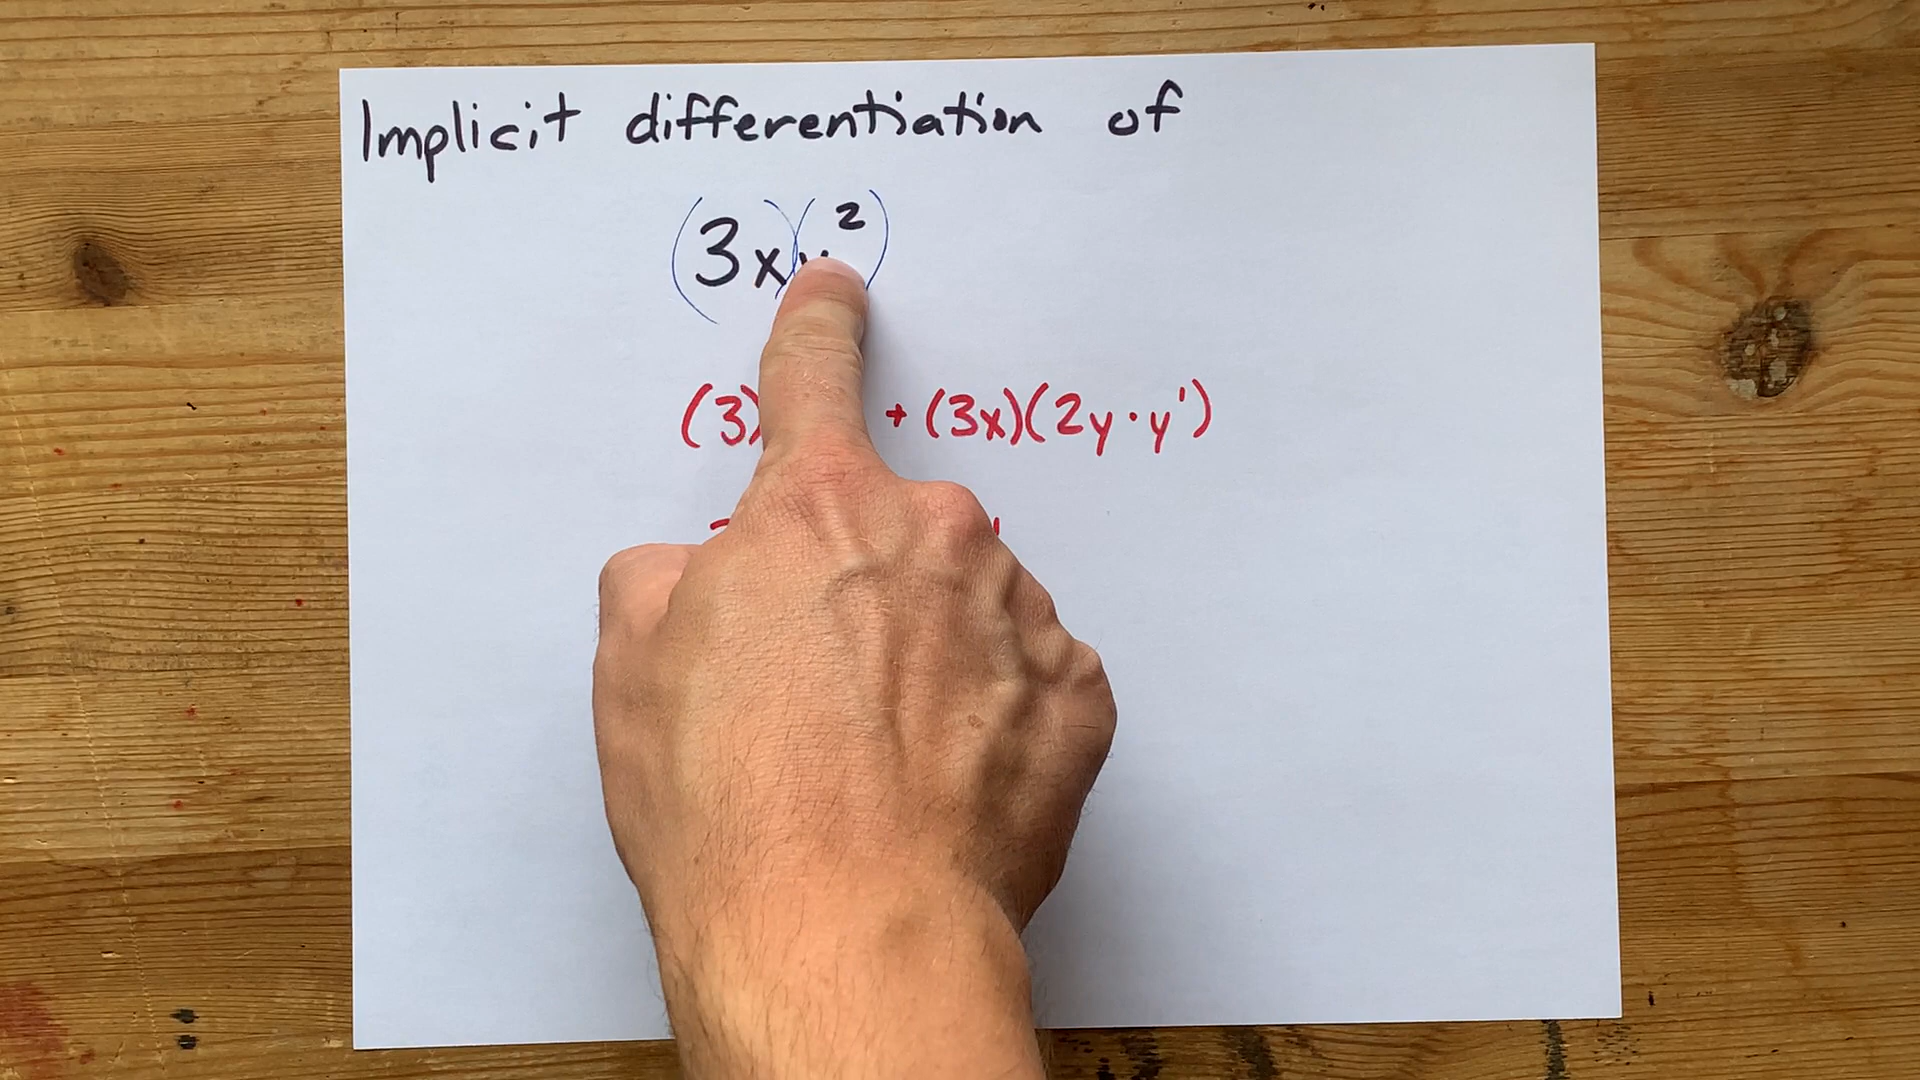 Implicit differentiation of
(3x)(y²)
(3) + (3x)(2y·y')